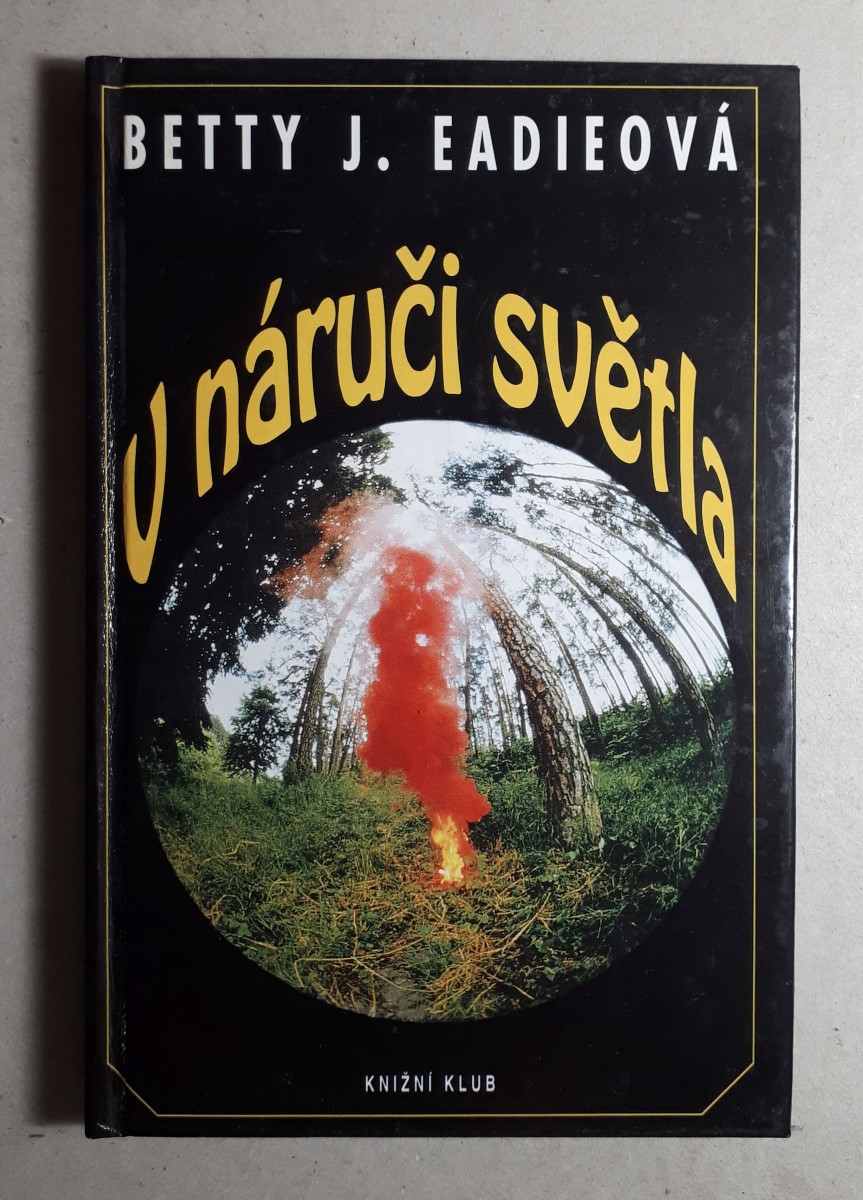 BETTY J. EADIEOVÁ
V náruči světla
KNIŽNÍ KLUB